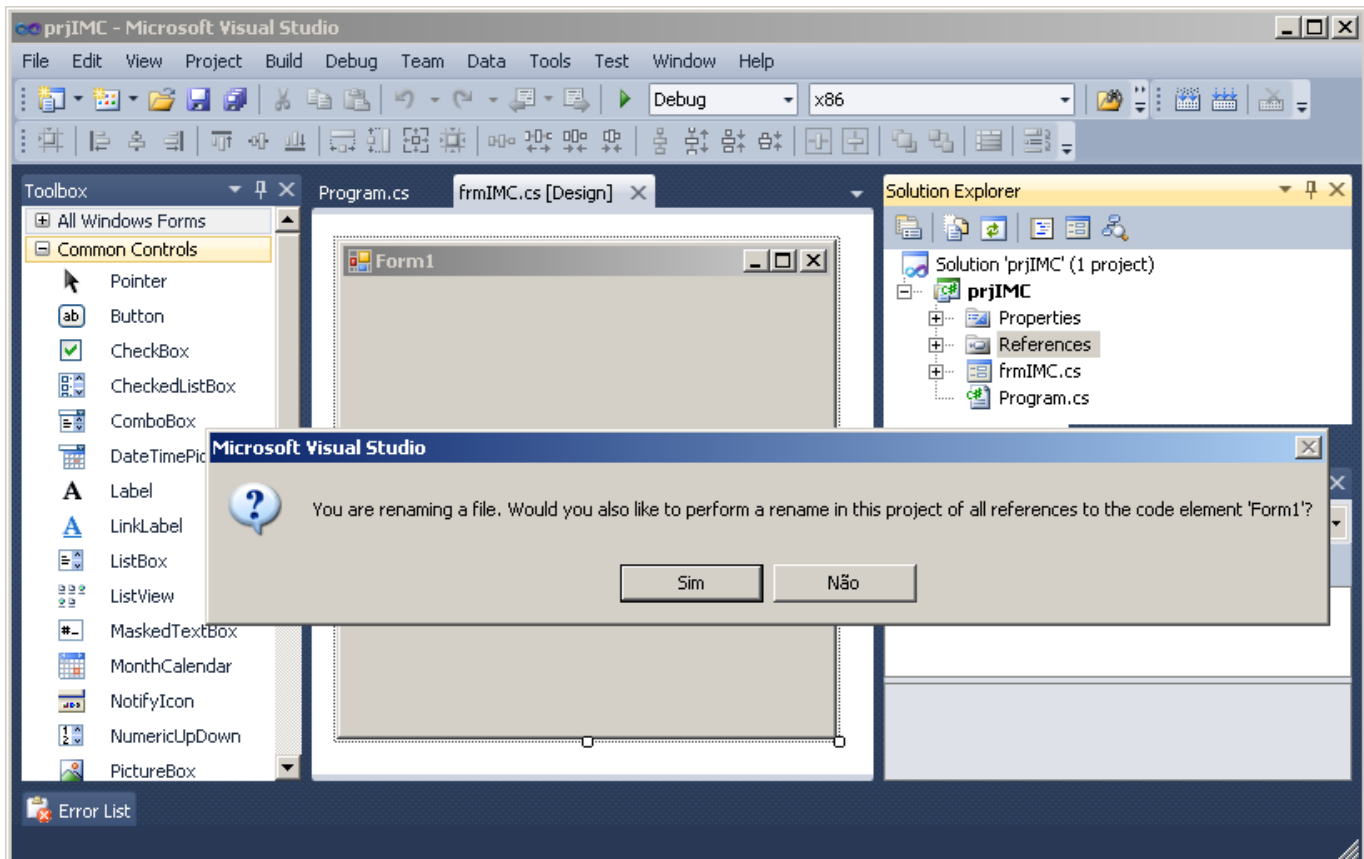 prjIMC - Microsoft Visual Studio
File Edit View Project Build Debug Team Data Tools Test Window Help
Debug x86
Toolbox
All Windows Forms
Common Controls
Pointer
ab Button
CheckBox
CheckedListBox
ComboBox
DateTimePic
A Label
A LinkLabel
ListBox
ListView
#_ MaskedTextBox
MonthCalendar
NotifyIcon
NumericUpDown
PictureBox
Program.cs frmIMC.cs [Design]
Form1
Solution Explorer
Solution 'prjIMC' (1 project)
prjIMC
Properties
References
frmIMC.cs
Program.cs
Microsoft Visual Studio
You are renaming a file. Would you also like to perform a rename in this project of all references to the code element 'Form1'?
Sim Não
Error List